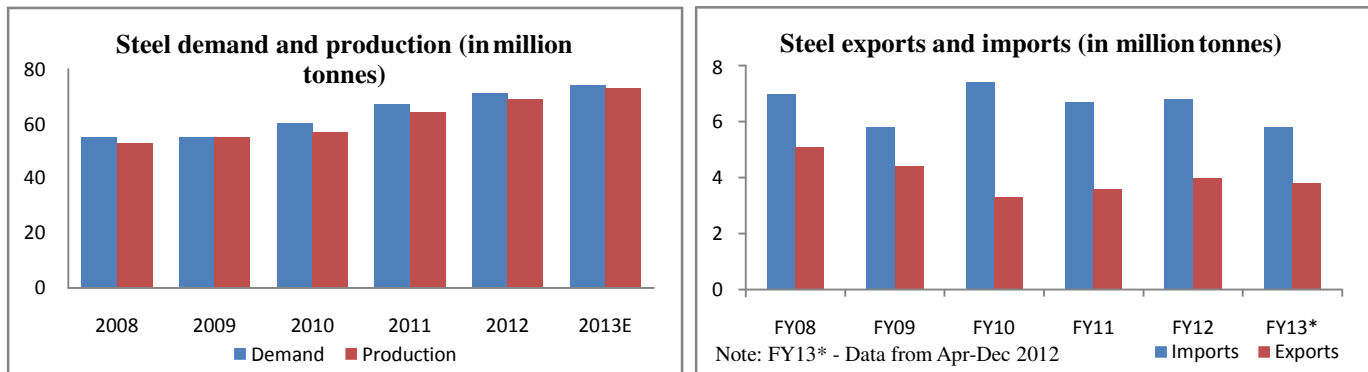 Steel demand and production (in million
tonnes)
80
60
40
20
0
2008 2009 2010 2011 2012 2013E
Demand Production
Steel exports and imports (in million tonnes)
8
6
4
2
0
FY08 FY09 FY10 FY11 FY12 FY13*
Note: FY13* - Data from Apr-Dec 2012
Imports Exports